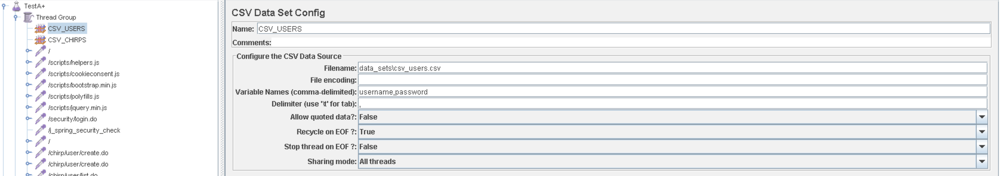 TestA+
Thread Group
CSV_USERS
CSV_CHIRPS
/
/scripts/helpers.js
/scripts/cookieconsent.js
/scripts/bootstrap.min.js
/scripts/polyfills.js
/scripts/jquery.min.js
/security/login.do
/j_spring_security_check
/
/chirp/user/create.do
/chirp/user/create.do
/chirp/user/list.do
CSV Data Set Config
Name: CSV_USERS
Comments:
Configure the CSV Data Source
Filename: data_sets\csv_users.csv
File encoding:
Variable Names (comma-delimited): username,password
Delimiter (use '\t' for tab): ,
Allow quoted data?: False
Recycle on EOF ?: True
Stop thread on EOF ?: False
Sharing mode: All threads